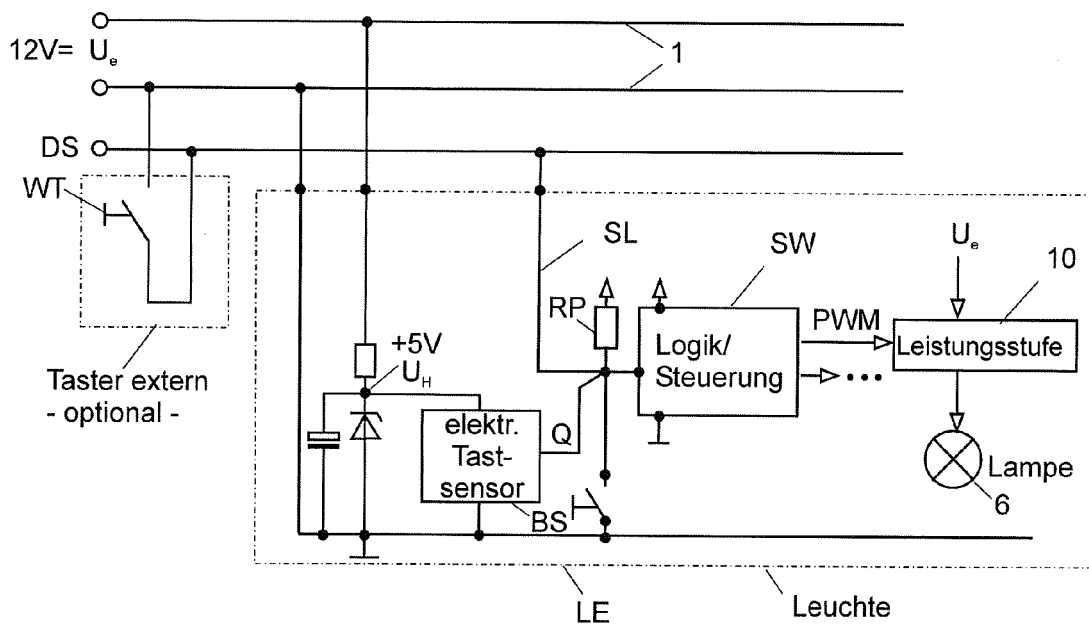 12V= Ue
1
DS
WT
SL
SW
Ue
10
RP
PWM
+5V
UH
Logik/
Steuerung
Leistungsstufe
Taster extern
- optional -
elektr.
Tast-
sensor
Q
BS
Lampe
6
LE
Leuchte